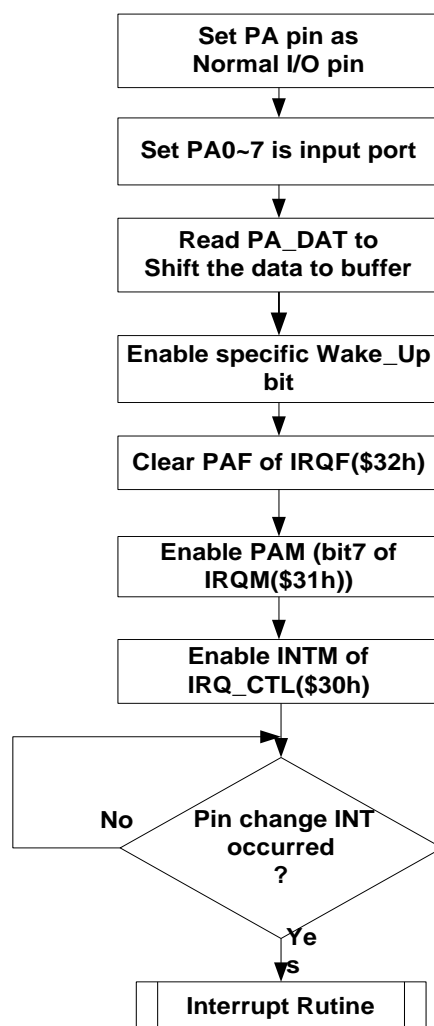 Set PA pin as
Normal I/O pin
Set PA0~7 is input port
Read PA_DAT to
Shift the data to buffer
Enable specific Wake_Up
bit
Clear PAF of IRQF($32h)
Enable PAM (bit7 of
IRQM($31h))
Enable INTM of
IRQ_CTL($30h)
No
Pin change INT
occurred
?
Ye
s
Interrupt Rutine